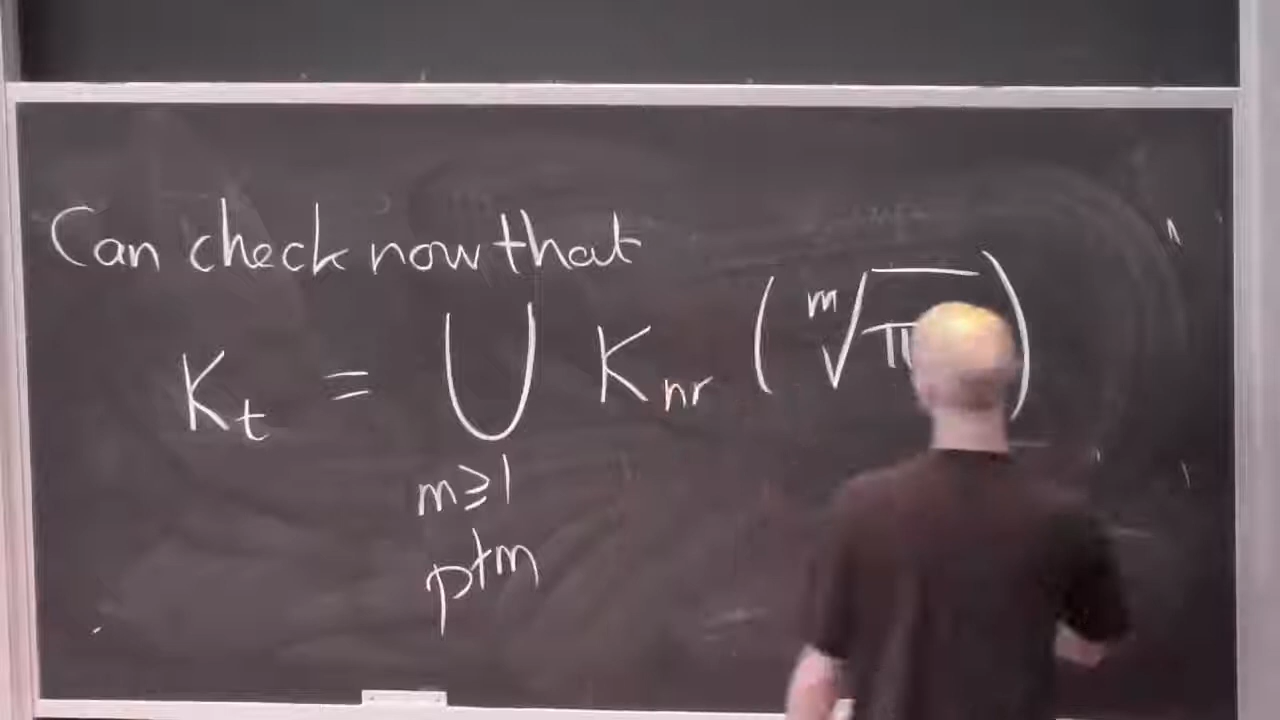 Can check now that
K_t = ⋃ K_nr ( ᵐ√π )
m ⩾ 1
p ∤ m